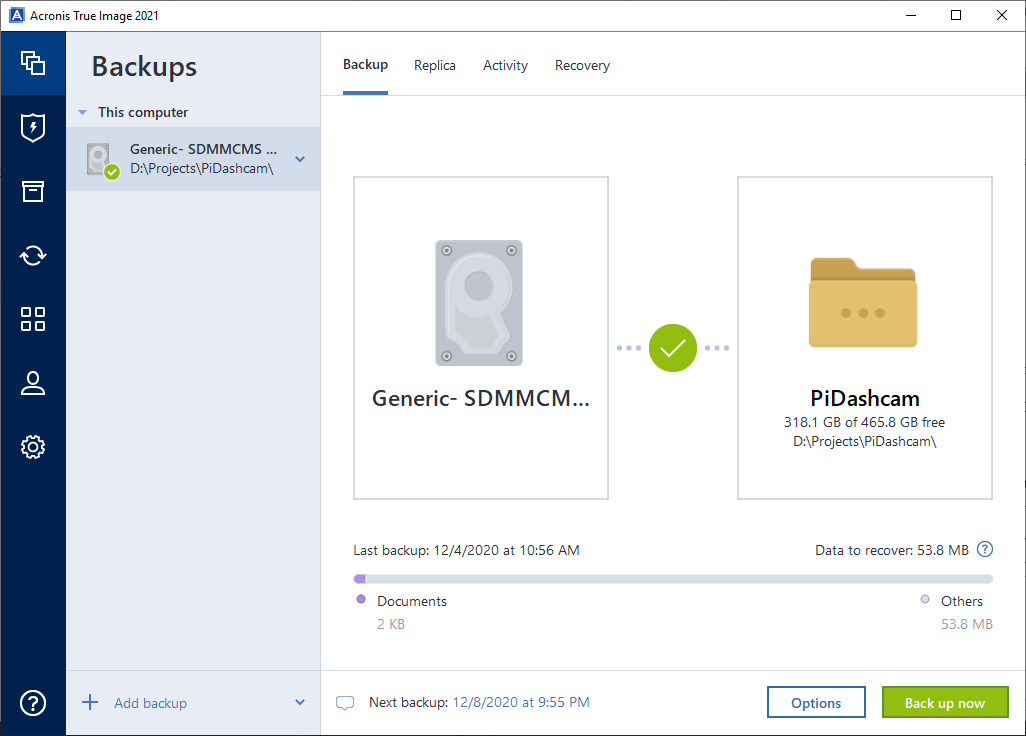 Acronis True Image 2021
Backups
This computer
Generic- SDMMCMS ...
D:\Projects\PiDashcam\
Add backup
Backup
Replica
Activity
Recovery
Generic- SDMMCM...
PiDashcam
318.1 GB of 465.8 GB free
D:\Projects\PiDashcam\
Last backup: 12/4/2020 at 10:56 AM
Data to recover: 53.8 MB
Documents
2 KB
Others
53.8 MB
Next backup: 12/8/2020 at 9:55 PM
Options
Back up now